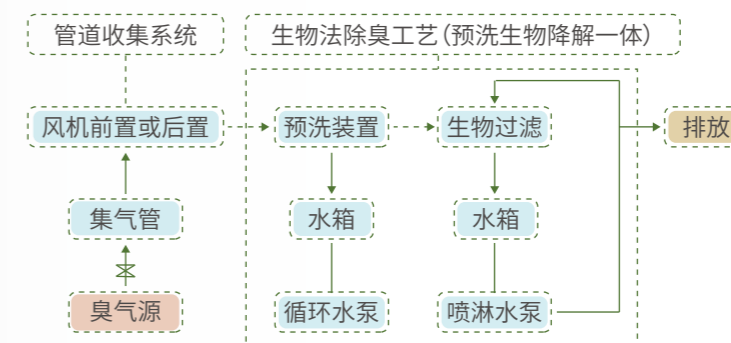 管道收集系统
生物法除臭工艺(预洗生物降解一体)
风机前置或后置
预洗装置
生物过滤
排放
集气管
水箱
水箱
臭气源
循环水泵
喷淋水泵